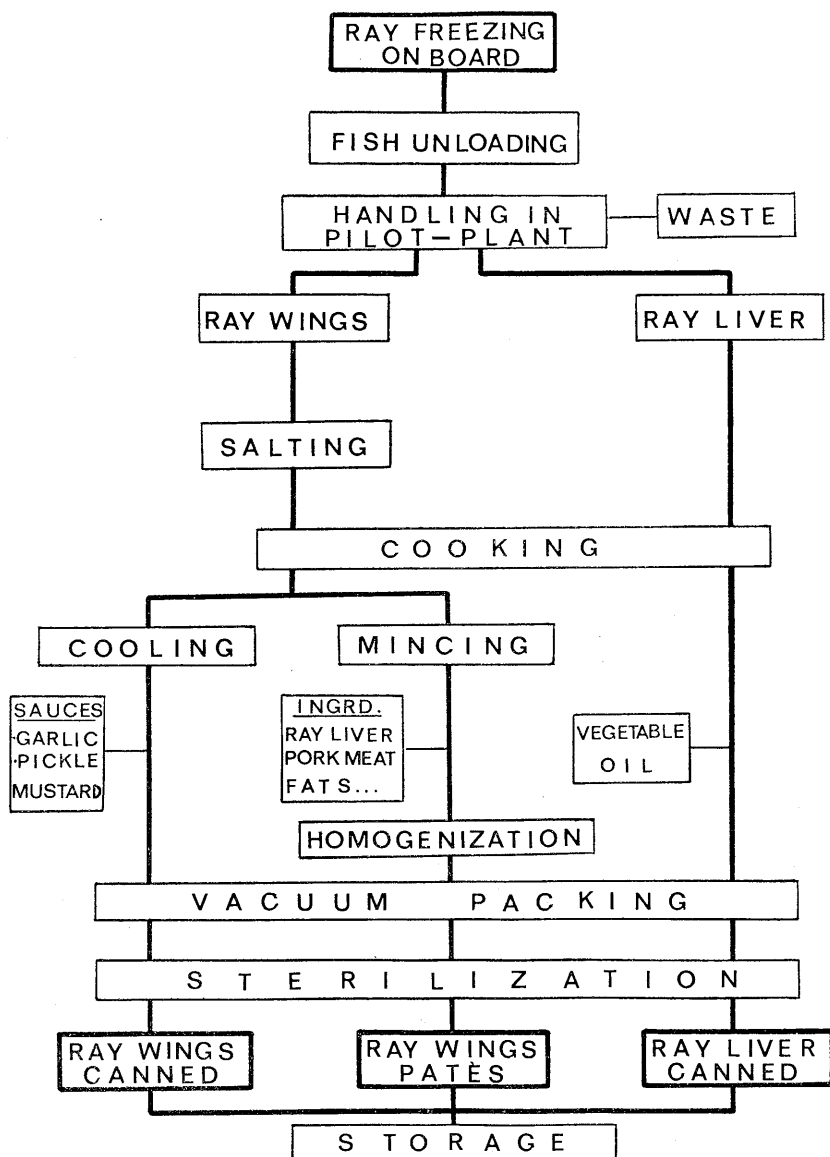 RAY FREEZING
ON BOARD
FISH UNLOADING
HANDLING IN
PILOT-PLANT
WASTE
RAY WINGS
RAY LIVER
SALTING
COOKING
COOLING
MINCING
SAUCES
·GARLIC
·PICKLE
MUSTARD
INGRD.
RAY LIVER
PORK MEAT
FATS...
VEGETABLE
OIL
HOMOGENIZATION
VACUUM PACKING
STERILIZATION
RAY WINGS
CANNED
RAY WINGS
PATÈS
RAY LIVER
CANNED
STORAGE